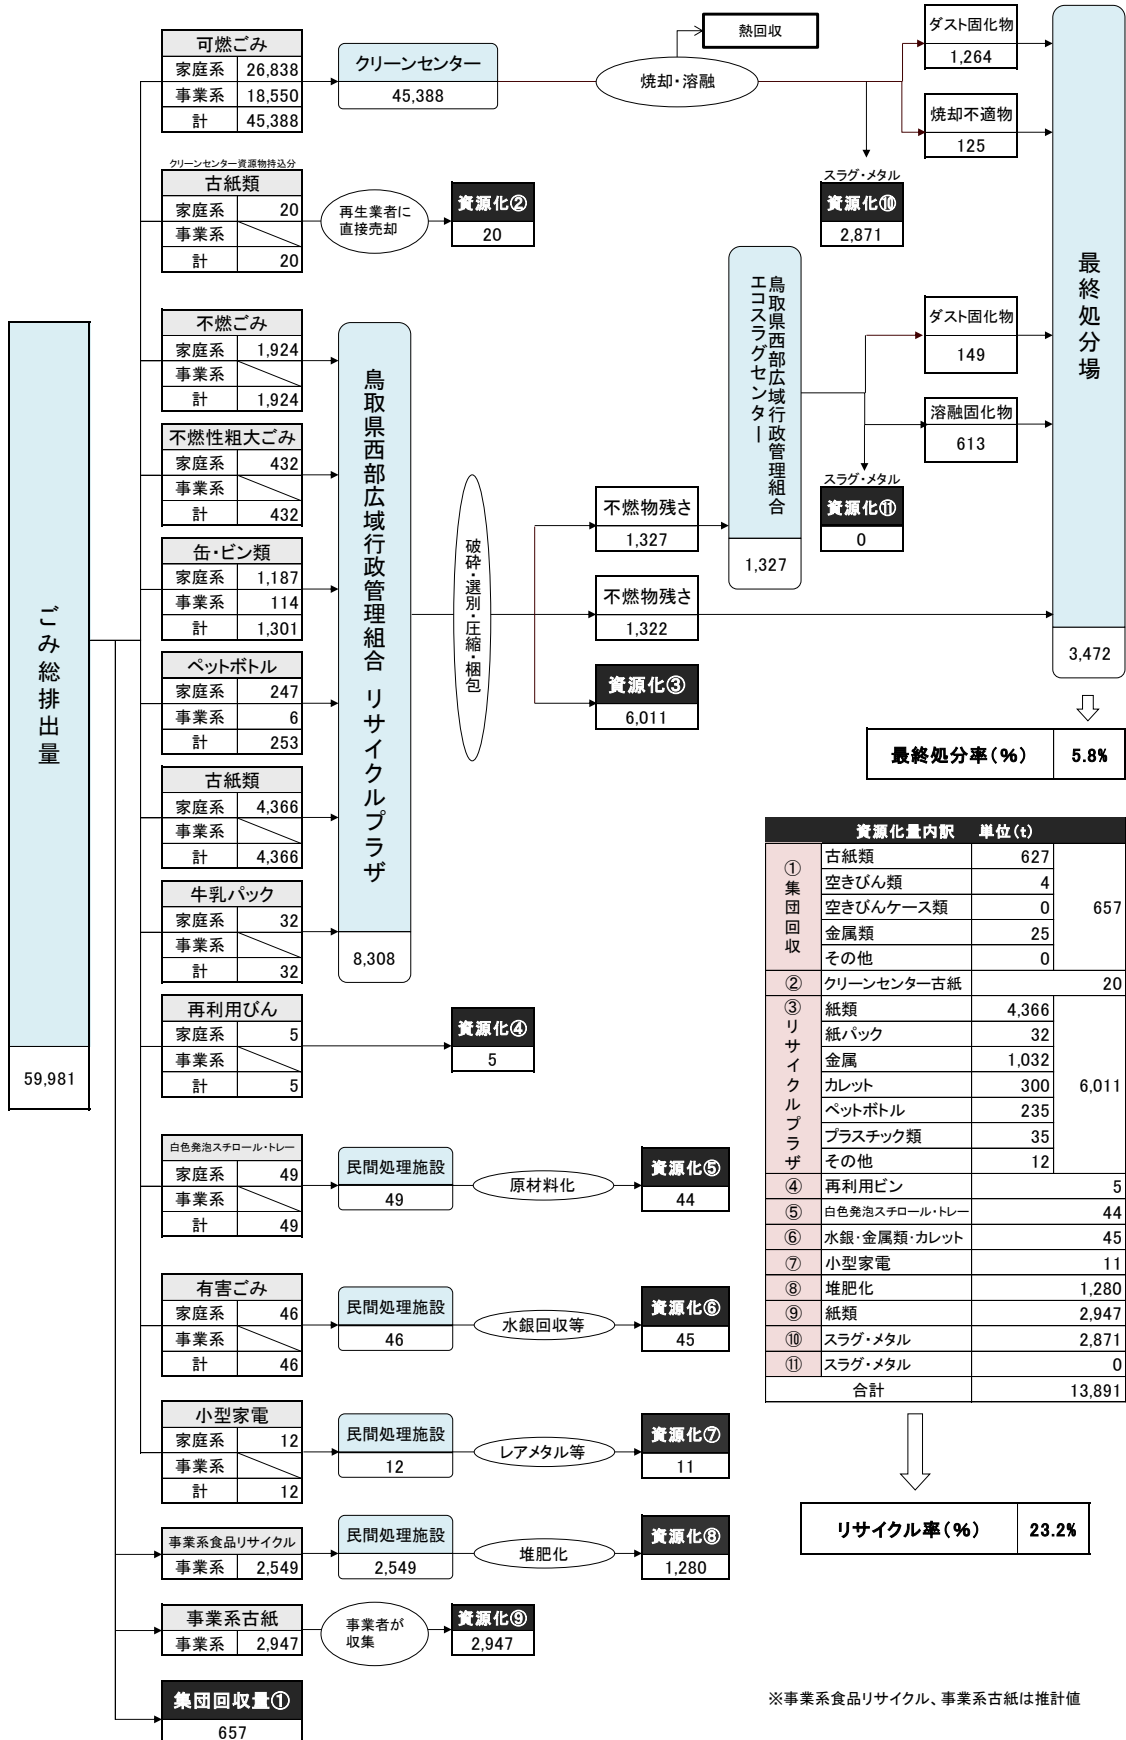 ごみ総排出量
59,981
可燃ごみ
家庭系 26,838
事業系 18,550
計 45,388
クリーンセンター
45,388
焼却・溶融
熱回収
ダスト固化物
1,264
焼却不適物
125
スラグ・メタル
資源化⑩
2,871
クリーンセンター資源物持込分
古紙類
家庭系 20
事業系
計 20
再生業者に
直接売却
資源化②
20
不燃ごみ
家庭系 1,924
事業系
計 1,924
不燃性粗大ごみ
家庭系 432
事業系
計 432
缶・ビン類
家庭系 1,187
事業系 114
計 1,301
ペットボトル
家庭系 247
事業系 6
計 253
古紙類
家庭系 4,366
事業系
計 4,366
牛乳パック
家庭系 32
事業系
計 32
鳥取県西部広域行政管理組合 リサイクルプラザ
8,308
破砕・選別・圧縮・梱包
不燃物残さ
1,327
不燃物残さ
1,322
資源化③
6,011
鳥取県西部広域行政管理組合
エコスラグセンター
1,327
ダスト固化物
149
溶融固化物
613
スラグ・メタル
資源化⑪
0
最終処分場
3,472
最終処分率(%) 5.8%
再利用びん
家庭系 5
事業系
計 5
資源化④
5
白色発泡スチロール・トレー
家庭系 49
事業系
計 49
民間処理施設
49
原材料化
資源化⑤
44
有害ごみ
家庭系 46
事業系
計 46
民間処理施設
46
水銀回収等
資源化⑥
45
小型家電
家庭系 12
事業系
計 12
民間処理施設
12
レアメタル等
資源化⑦
11
事業系食品リサイクル
事業系 2,549
民間処理施設
2,549
堆肥化
資源化⑧
1,280
事業系古紙
事業系 2,947
事業者が
収集
資源化⑨
2,947
集団回収量①
657
資源化量内訳 単位(t)
①集団回収
古紙類 627
空きびん類 4
空きびんケース類 0
金属類 25
その他 0
657
② クリーンセンター古紙 20
③リサイクルプラザ
紙類 4,366
紙パック 32
金属 1,032
カレット 300
ペットボトル 235
プラスチック類 35
その他 12
6,011
④ 再利用ビン 5
⑤ 白色発泡スチロール・トレー 44
⑥ 水銀・金属類・カレット 45
⑦ 小型家電 11
⑧ 堆肥化 1,280
⑨ 紙類 2,947
⑩ スラグ・メタル 2,871
⑪ スラグ・メタル 0
合計 13,891
リサイクル率(%) 23.2%
※事業系食品リサイクル、事業系古紙は推計値